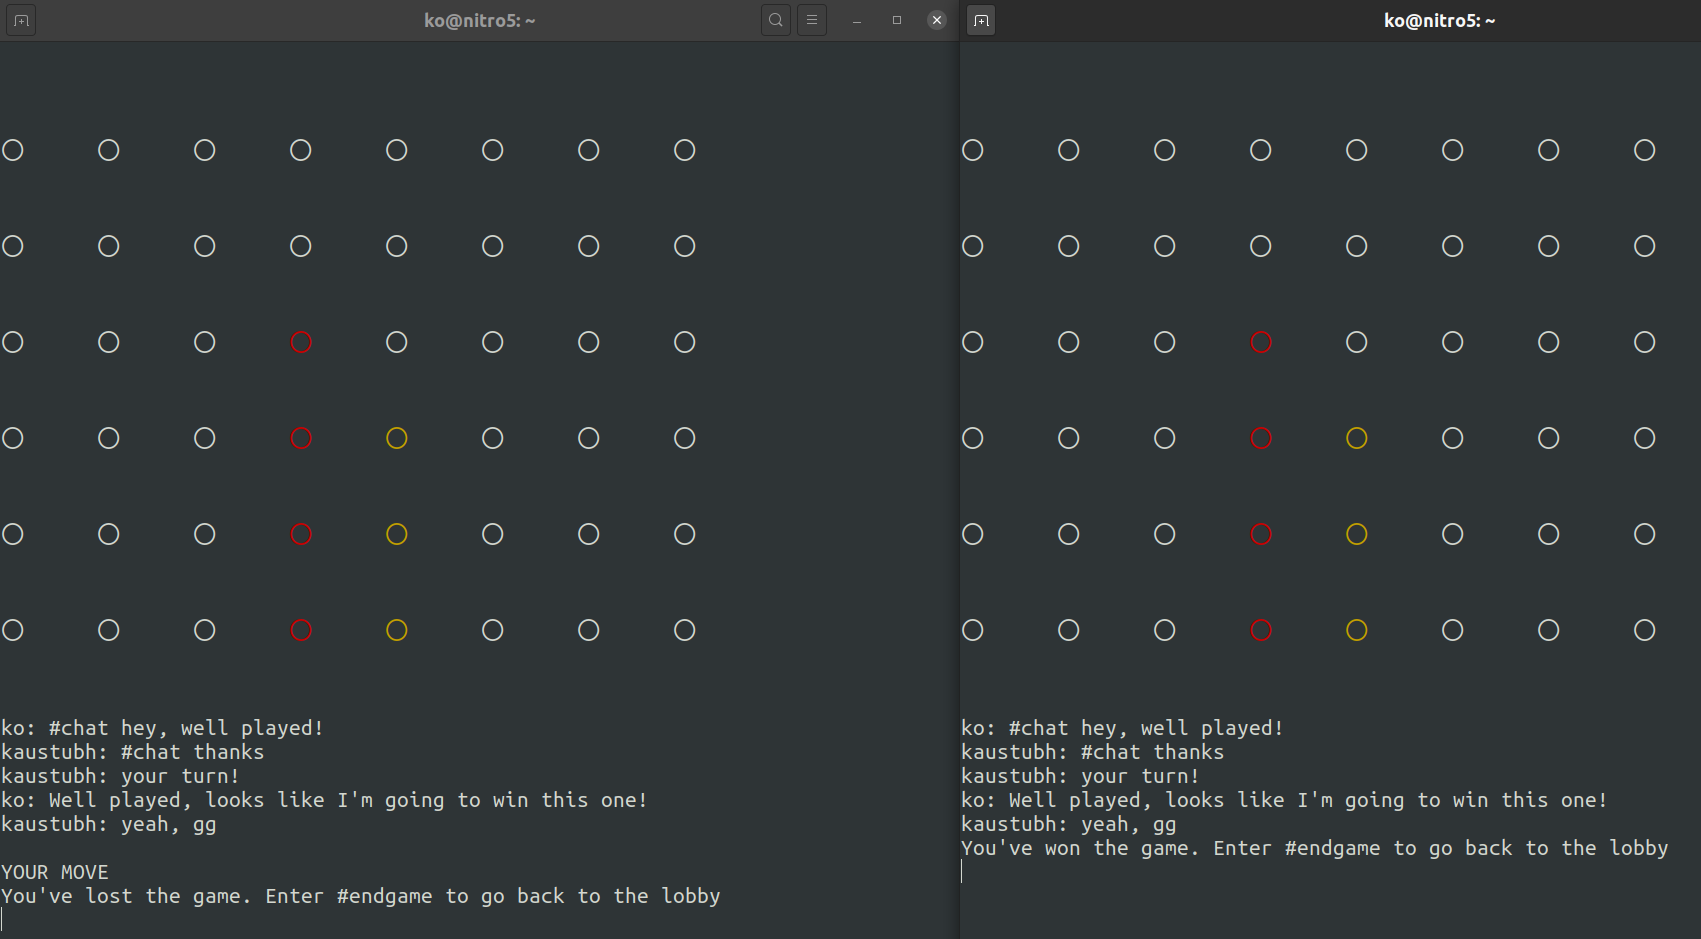 ko@nitro5: ~
ko: #chat hey, well played!
kaustubh: #chat thanks
kaustubh: your turn!
ko: Well played, looks like I'm going to win this one!
kaustubh: yeah, gg
YOUR MOVE
You've lost the game. Enter #endgame to go back to the lobby
ko@nitro5: ~
ko: #chat hey, well played!
kaustubh: #chat thanks
kaustubh: your turn!
ko: Well played, looks like I'm going to win this one!
kaustubh: yeah, gg
You've won the game. Enter #endgame to go back to the lobby